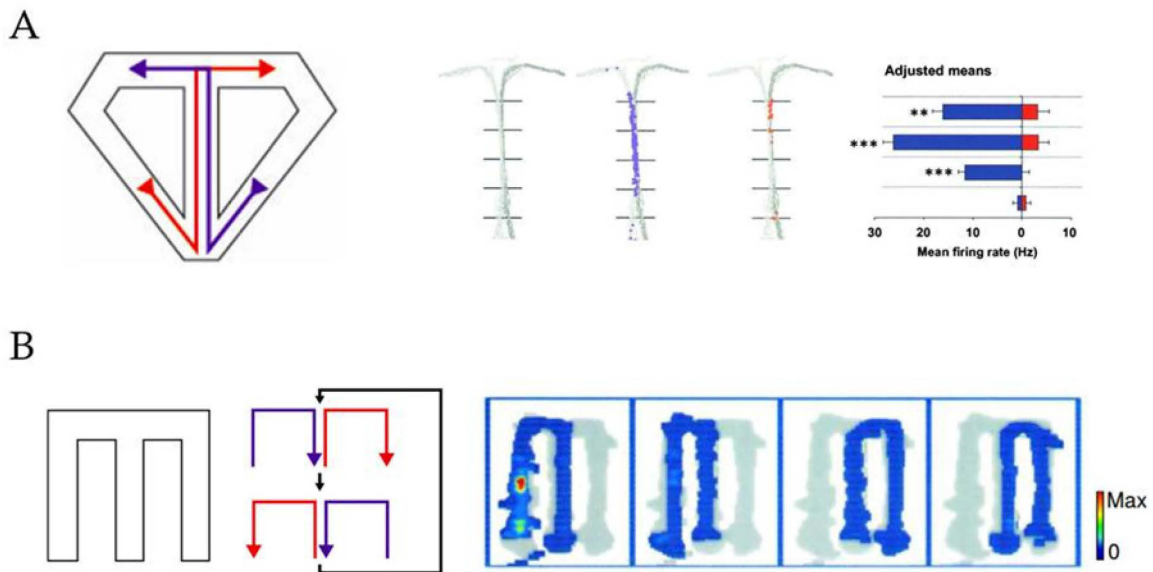 A
Adjusted means
**
***
***
30 20 10 0 10
Mean firing rate (Hz)
B
Max
0